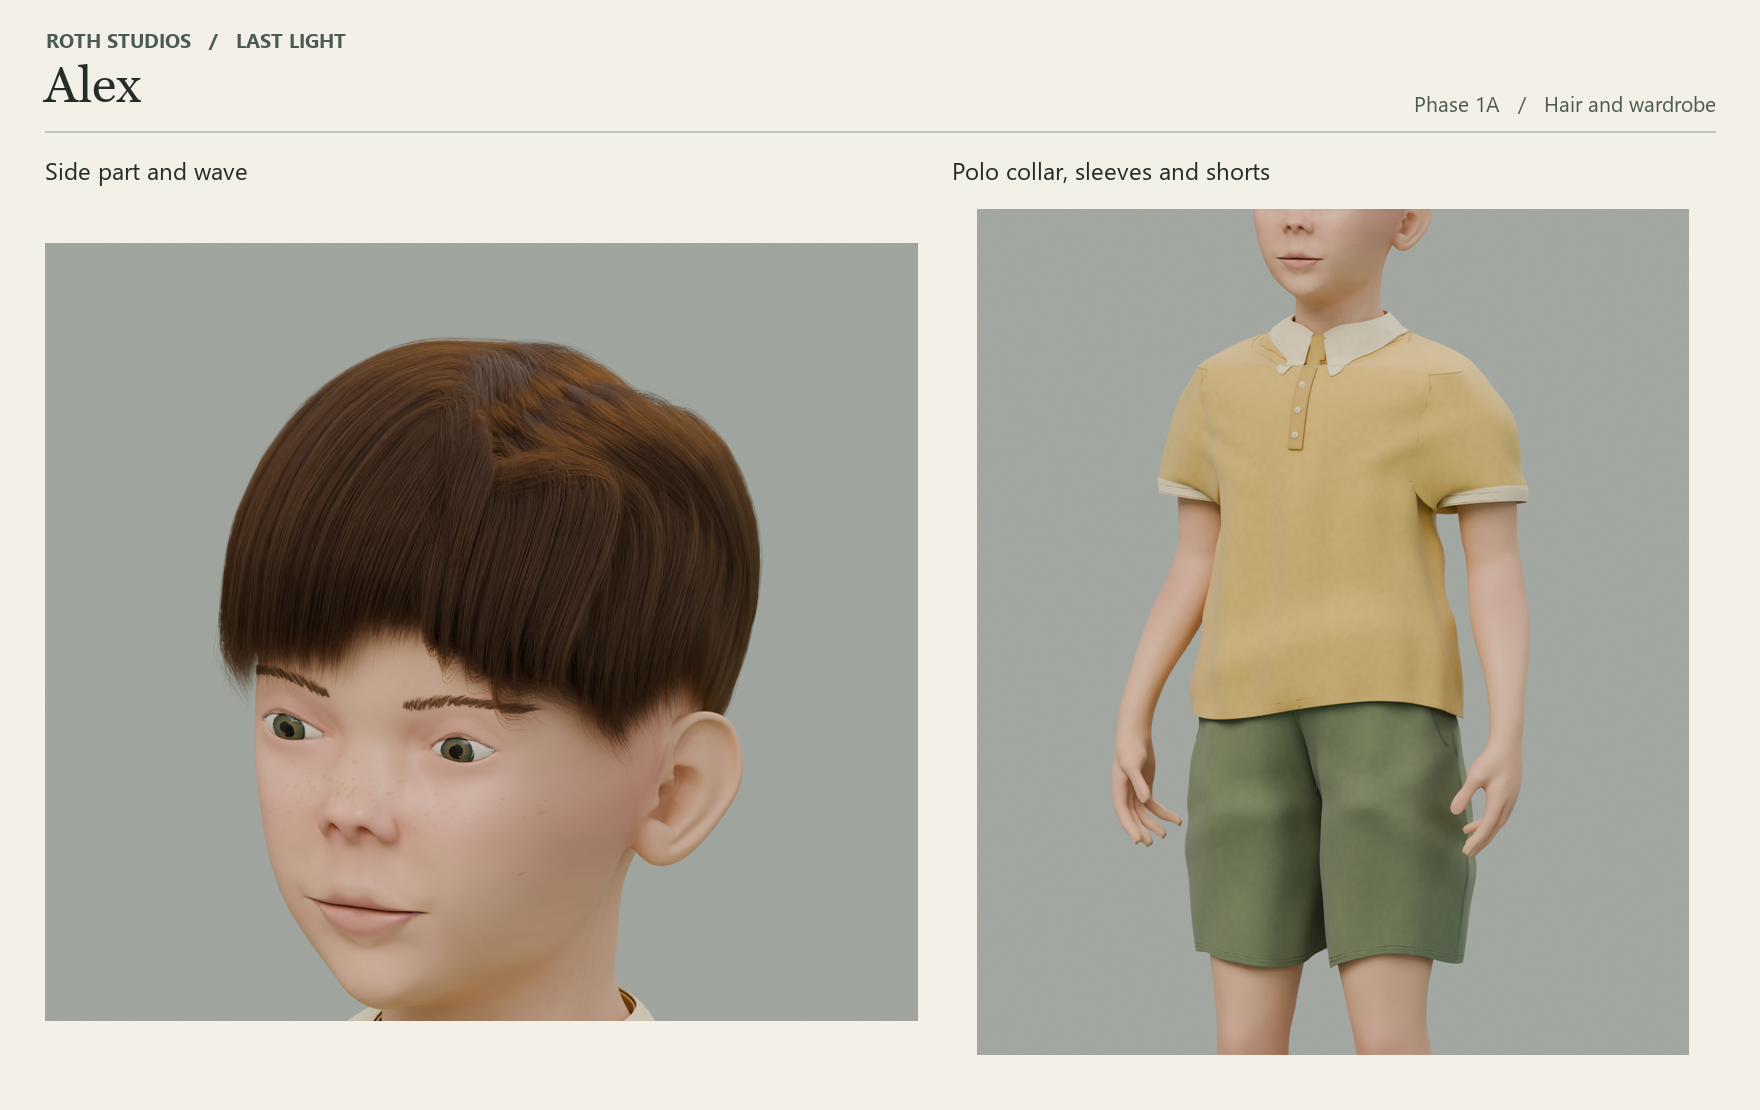 ROTH STUDIOS / LAST LIGHT
Alex
Phase 1A / Hair and wardrobe
Side part and wave
Polo collar, sleeves and shorts